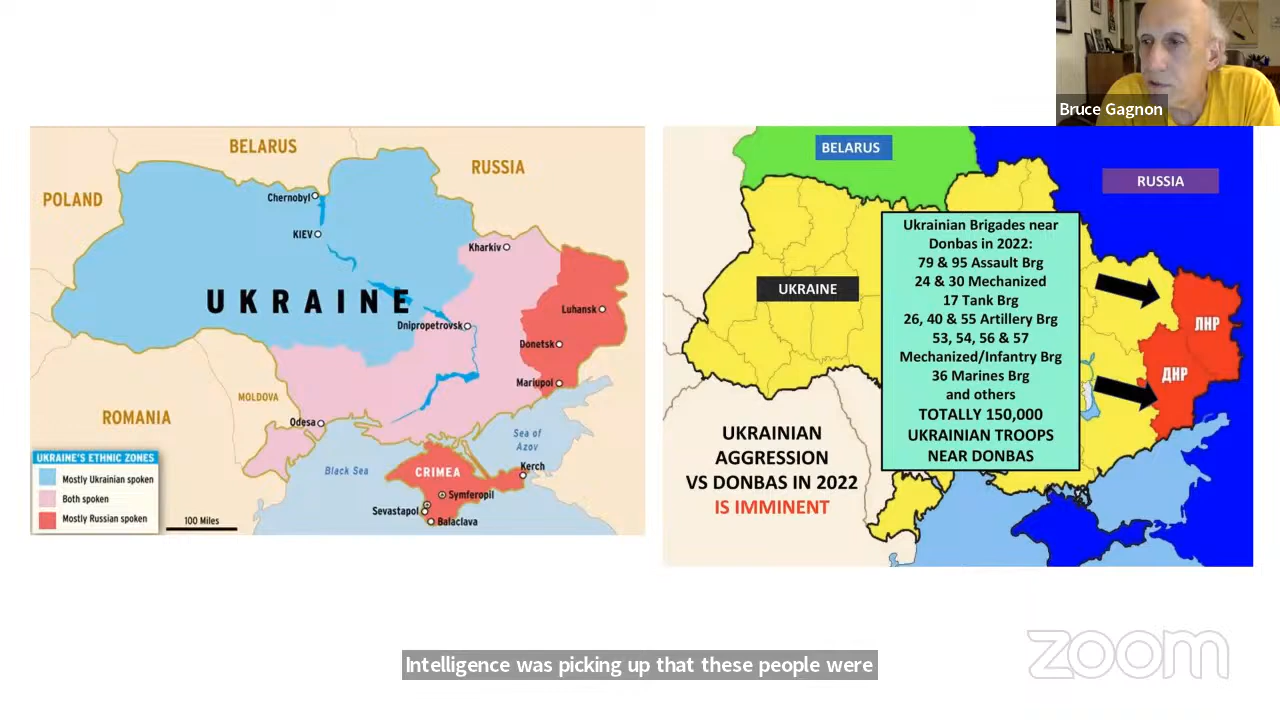 Bruce Gagnon
BELARUS
RUSSIA
POLAND
Chernobyl
KIEV
Kharkiv
UKRAINE
Luhansk
Dnipropetrovsk
Donetsk
Mariupol
MOLDOVA
ROMANIA
Odesa
Sea of
Azov
Black Sea
CRIMEA
Kerch
Symferopil
Sevastapol
Balaclava
UKRAINE'S ETHNIC ZONES
Mostly Ukrainian spoken
Both spoken
Mostly Russian spoken
100 Miles
BELARUS
RUSSIA
UKRAINE
Ukrainian Brigades near
Donbas in 2022:
79 & 95 Assault Brg
24 & 30 Mechanized
17 Tank Brg
26, 40 & 55 Artillery Brg
53, 54, 56 & 57
Mechanized/Infantry Brg
36 Marines Brg
and others
TOTALLY 150,000
UKRAINIAN TROOPS
NEAR DONBAS
ЛНР
ДНР
UKRAINIAN
AGGRESSION
VS DONBAS IN 2022
IS IMMINENT
Intelligence was picking up that these people were
zoom